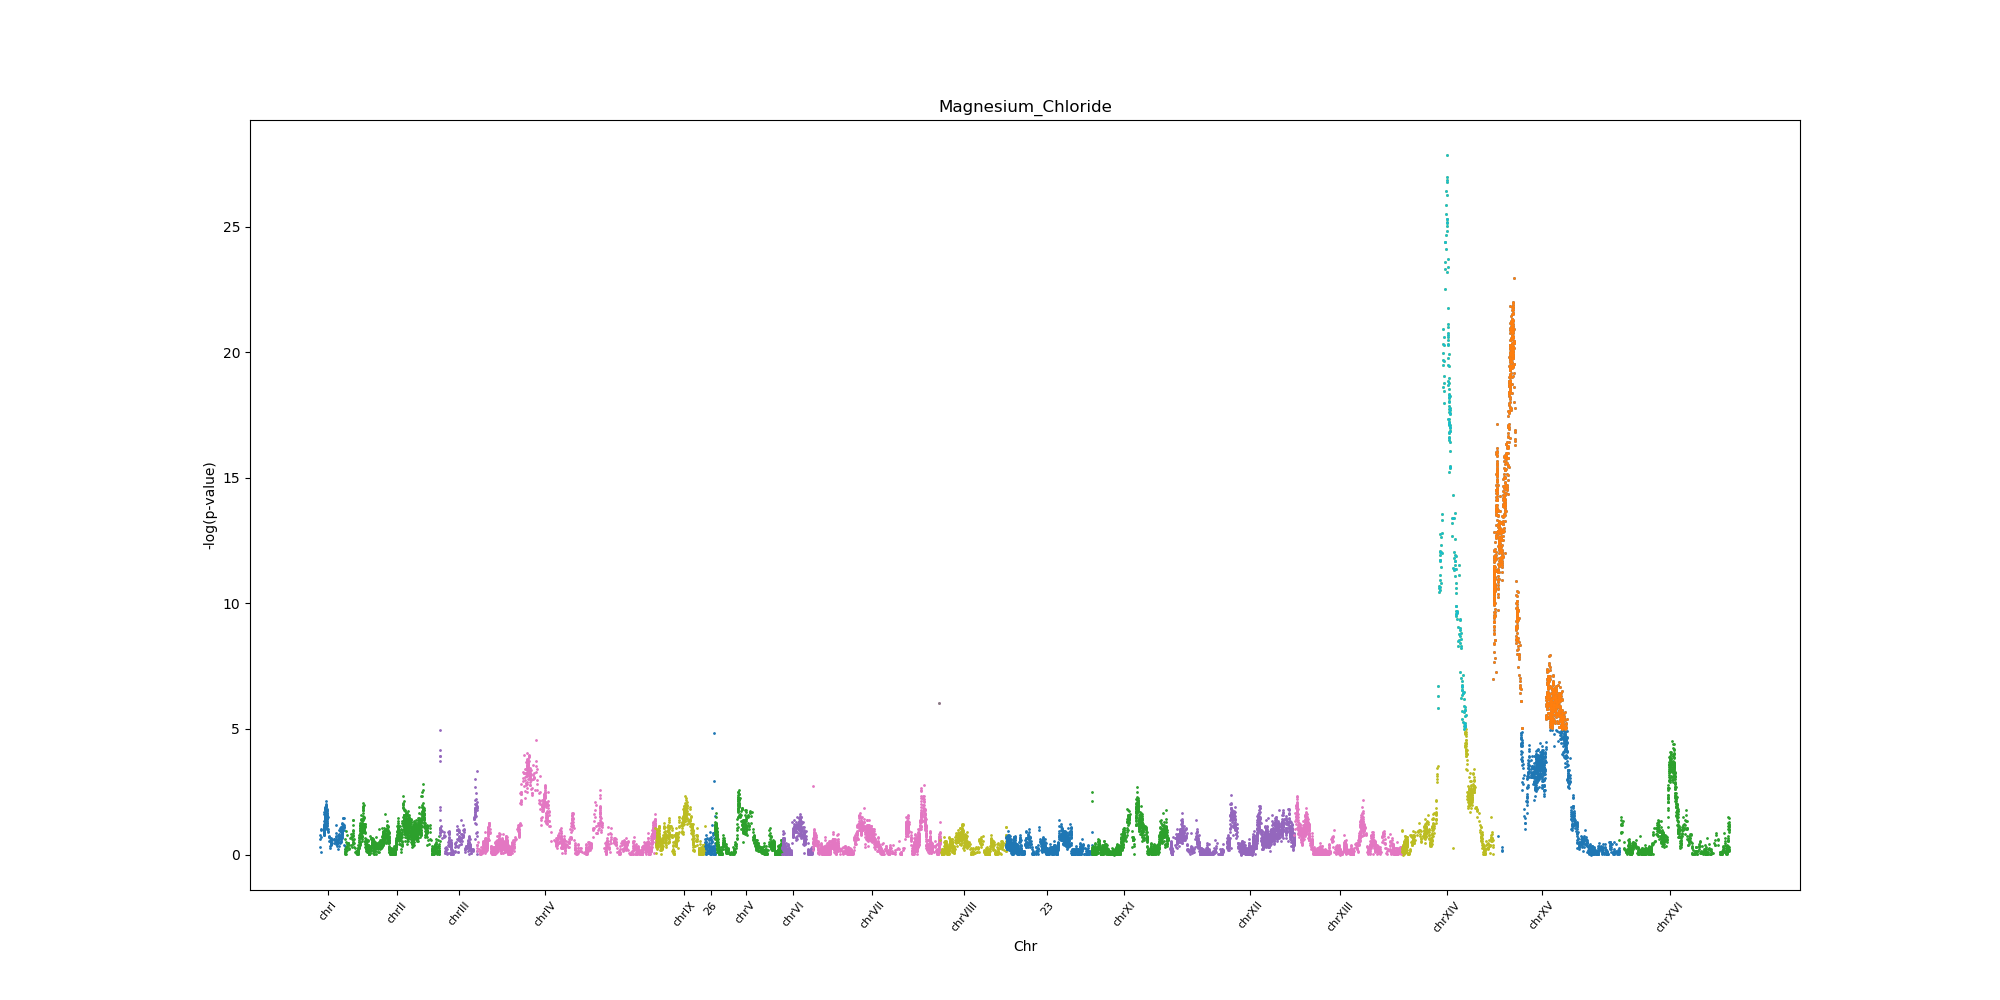 Magnesium_Chloride
25
20
15
10
5
0
-log(p-value)
chrI
chrII
chrIII
chrIV
chrIX
26
chrV
chrVI
chrVII
chrVIII
23
chrXI
chrXII
chrXIII
chrXIV
chrXV
chrXVI
Chr